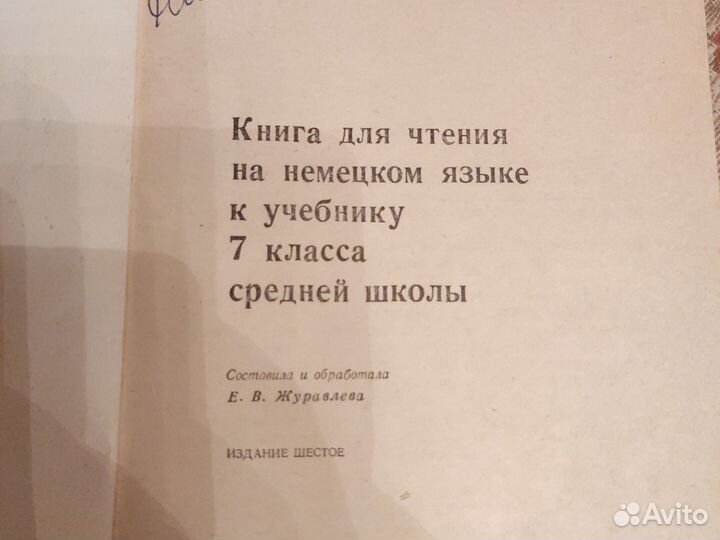 Книга для чтения
на немецком языке
к учебнику
7 класса
средней школы
Составила и обработала
Е. В. Журавлева
ИЗДАНИЕ ШЕСТОЕ
Avito